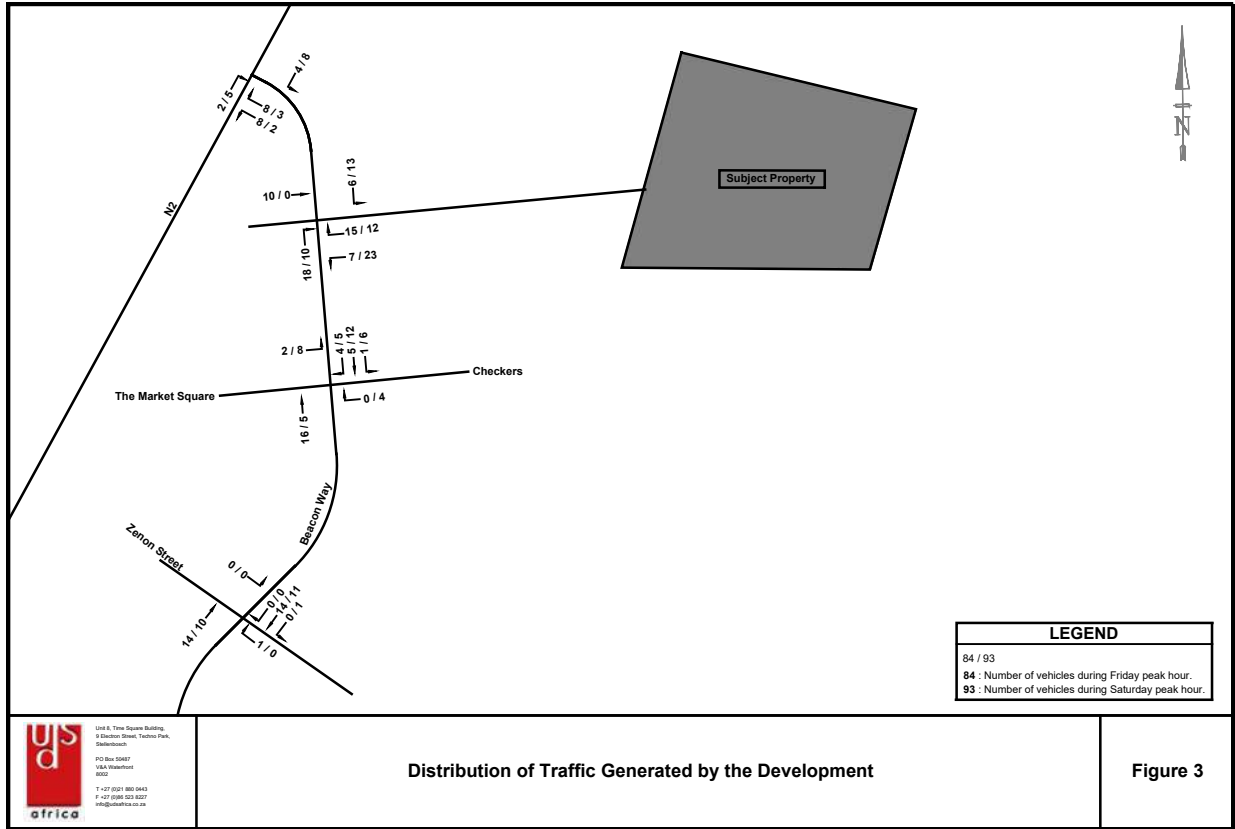 4 / 8
2 / 5
8 / 3
8 / 2
N
N2
10 / 0
6 / 13
Subject Property
15 / 12
18 / 10
7 / 23
2 / 8
4 / 5
5 / 12
1 / 6
Checkers
The Market Square
0 / 4
16 / 5
Beacon Way
Zenon Street
0 / 0
0 / 0
14 / 11
0 / 1
14 / 10
1 / 0
LEGEND
84 / 93
84 : Number of vehicles during Friday peak hour.
93 : Number of vehicles during Saturday peak hour.
uds
africa
Unit 8, Time Square Building,
9 Electron Street, Techno Park,
Stellenbosch
PO Box 50487
V&A Waterfront
8002
T +27 (0)21 880 0443
F +27 (0)86 523 8227
info@udsafrica.co.za
Distribution of Traffic Generated by the Development
Figure 3